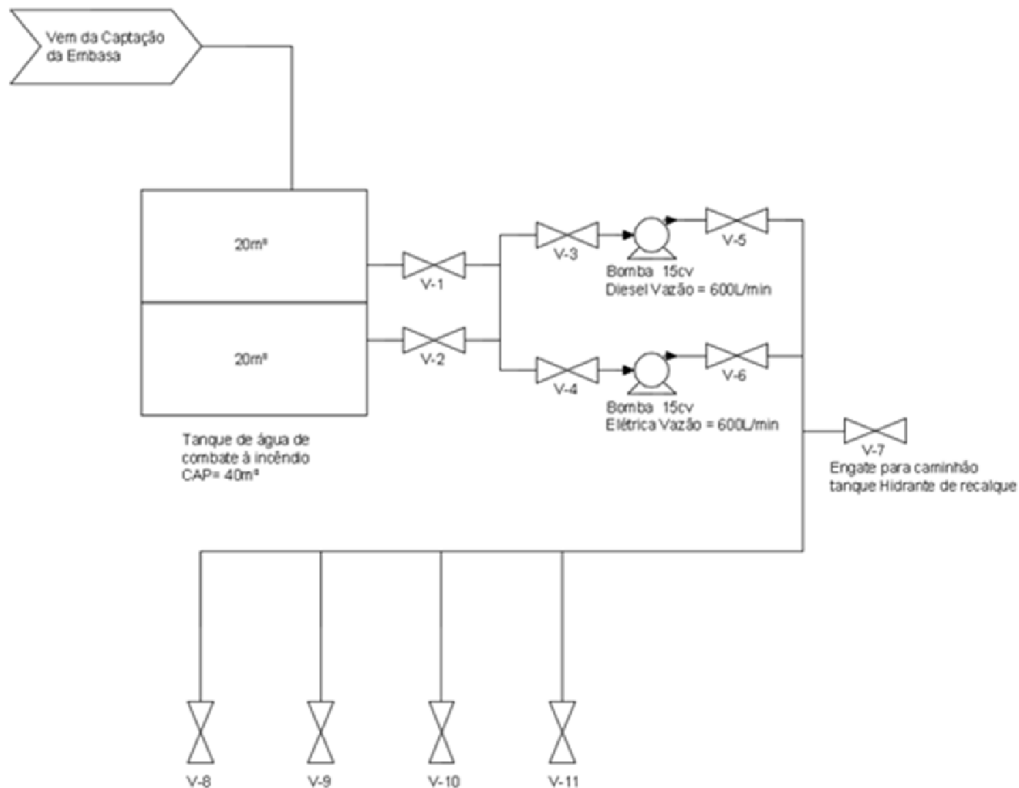 Vem da Captação
da Embasa
20m³
20m³
Tanque de água de
combate à incêndio
CAP= 40m³
V-1
V-2
V-3
V-5
Bomba 15cv
Diesel Vazão = 600L/min
V-4
V-6
Bomba 15cv
Elétrica Vazão = 600L/min
V-7
Engate para caminhão
tanque Hidrante de recalque
V-8
V-9
V-10
V-11